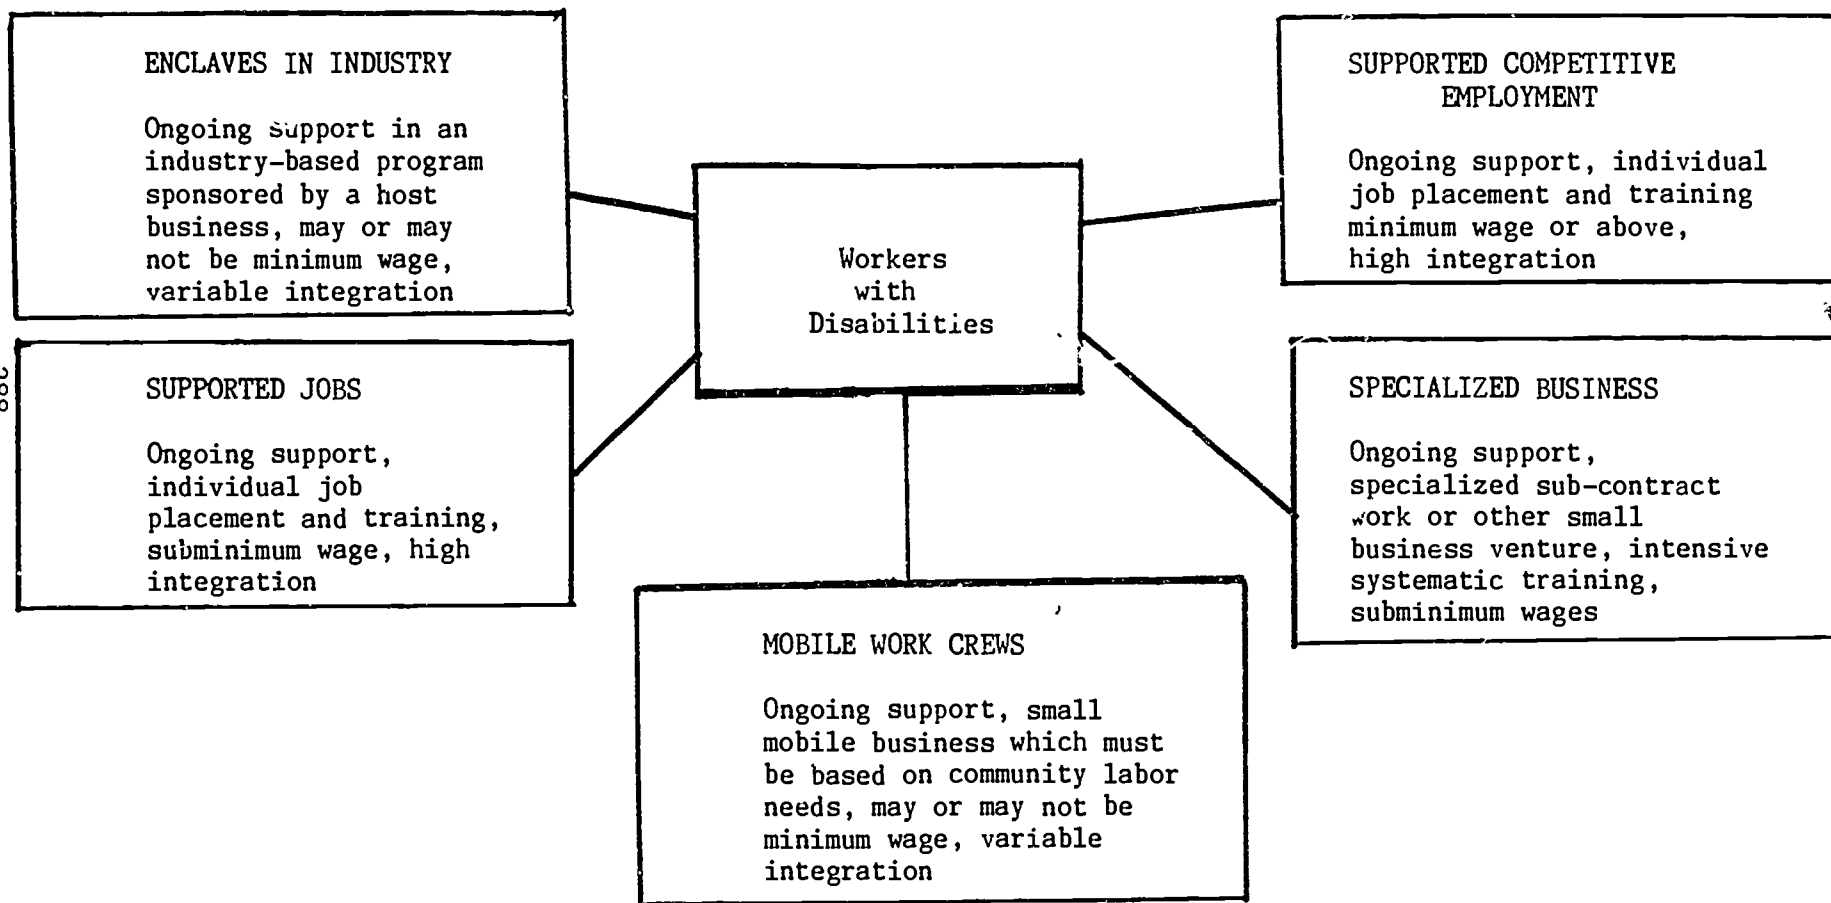 ENCLAVES IN INDUSTRY
Ongoing support in an
industry-based program
sponsored by a host
business, may or may
not be minimum wage,
variable integration
SUPPORTED COMPETITIVE
EMPLOYMENT
Ongoing support, individual
job placement and training
minimum wage or above,
high integration
Workers
with
Disabilities
SUPPORTED JOBS
Ongoing support,
individual job
placement and training,
subminimum wage, high
integration
SPECIALIZED BUSINESS
Ongoing support,
specialized sub-contract
work or other small
business venture, intensive
systematic training,
subminimum wages
MOBILE WORK CREWS
Ongoing support, small
mobile business which must
be based on community labor
needs, may or may not be
minimum wage, variable
integration